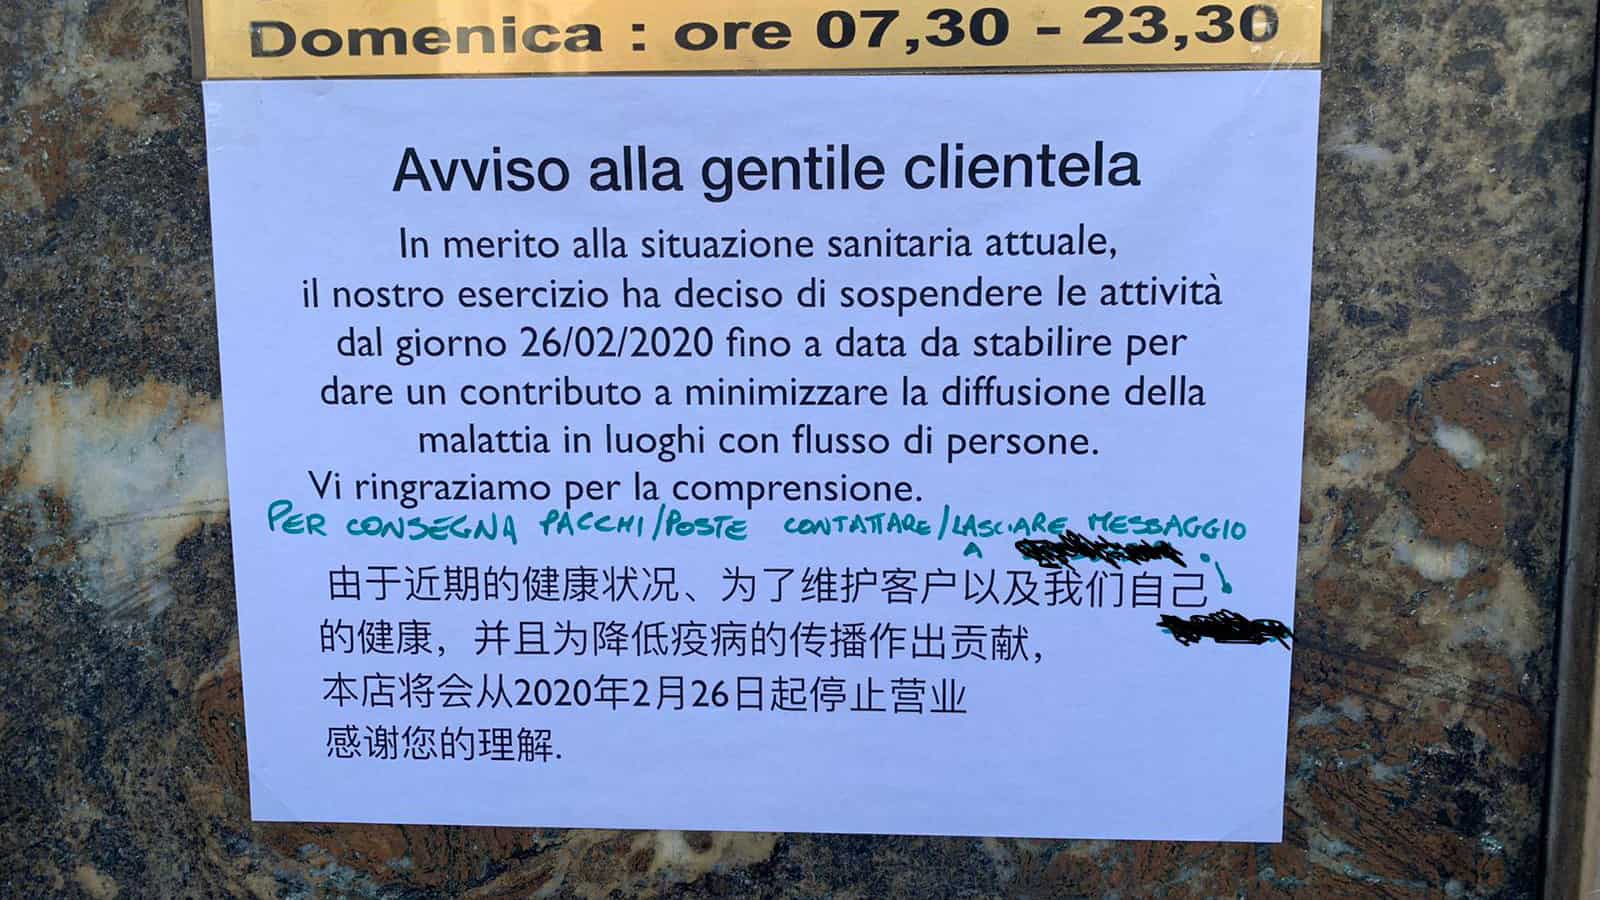 Domenica : ore 07,30 - 23,30
Avviso alla gentile clientela
In merito alla situazione sanitaria attuale,
il nostro esercizio ha deciso di sospendere le attività
dal giorno 26/02/2020 fino a data da stabilire per
dare un contributo a minimizzare la diffusione della
malattia in luoghi con flusso di persone.
Vi ringraziamo per la comprensione.
PER CONSEGNA PACCHI/POSTE CONTATTARE/LASCIARE MESSAGGIO
A
由于近期的健康状况、为了维护客户以及我们自己
的健康，并且为降低疫病的传播作出贡献，
本店将会从2020年2月26日起停止营业
感谢您的理解.